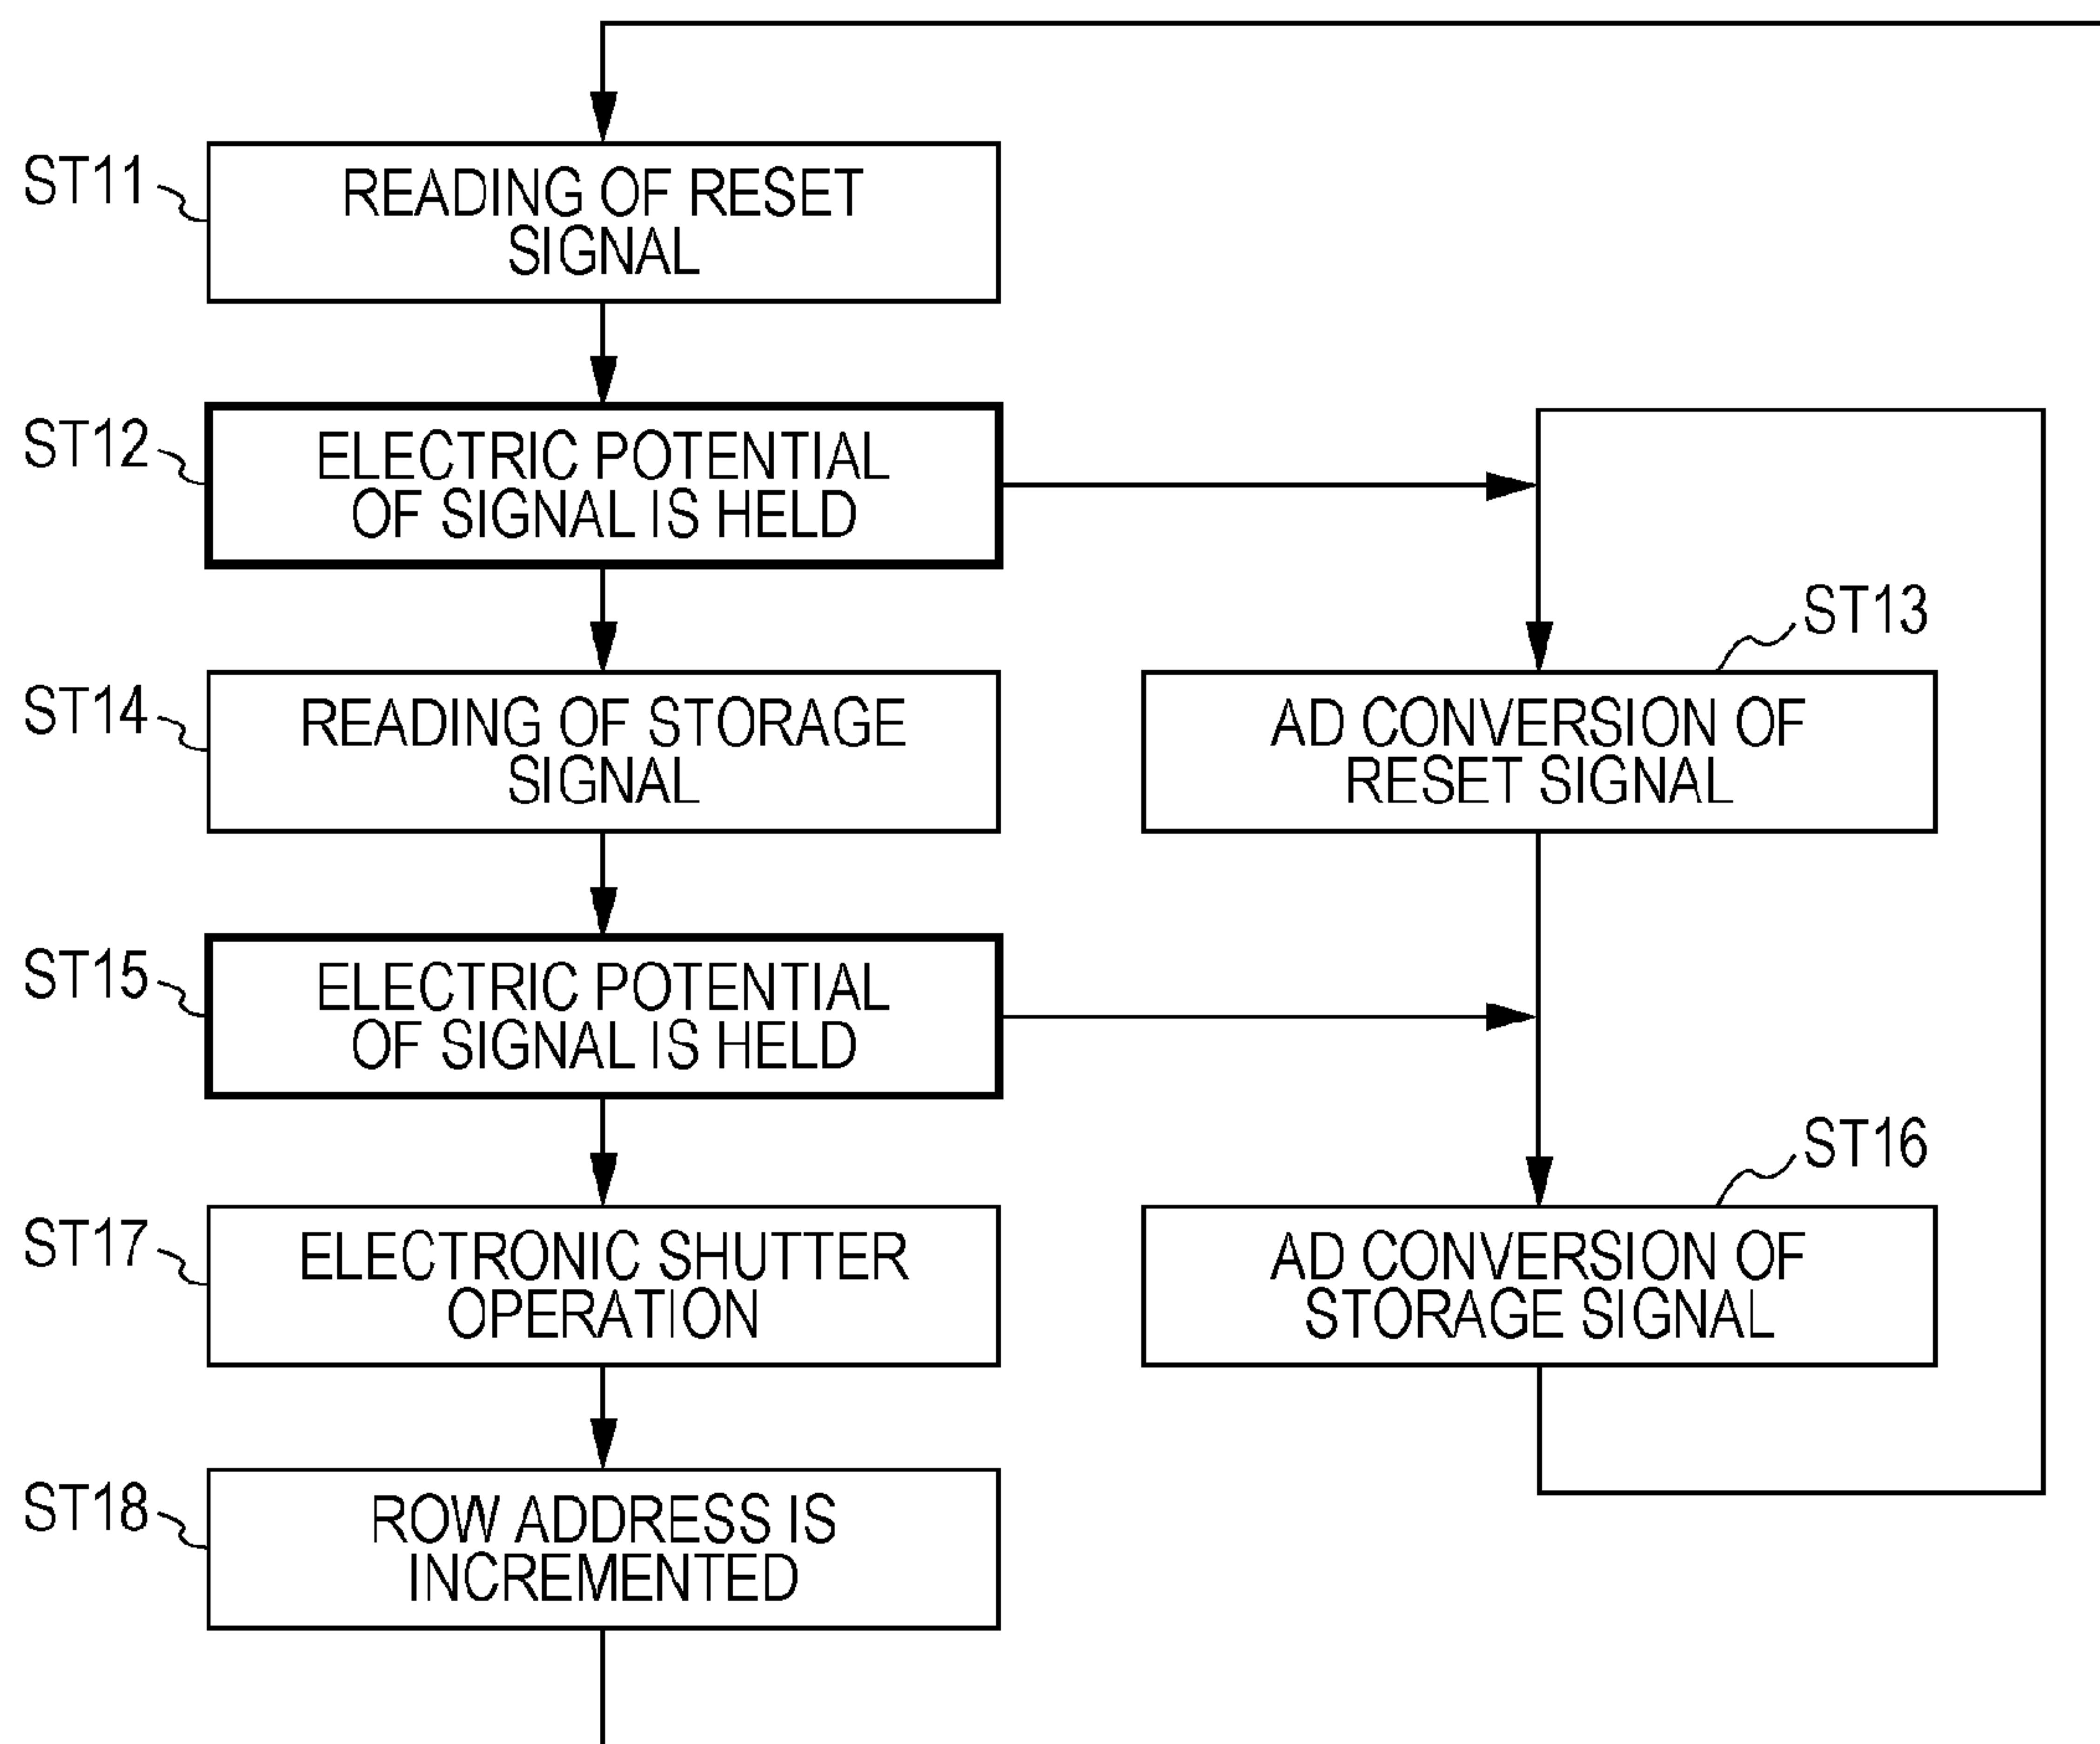 ST11
READING OF RESET
SIGNAL
ST12
ELECTRIC POTENTIAL
OF SIGNAL IS HELD
ST13
ST14
READING OF STORAGE
SIGNAL
AD CONVERSION OF
RESET SIGNAL
ST15
ELECTRIC POTENTIAL
OF SIGNAL IS HELD
ST16
ST17
ELECTRONIC SHUTTER
OPERATION
AD CONVERSION OF
STORAGE SIGNAL
ST18
ROW ADDRESS IS
INCREMENTED